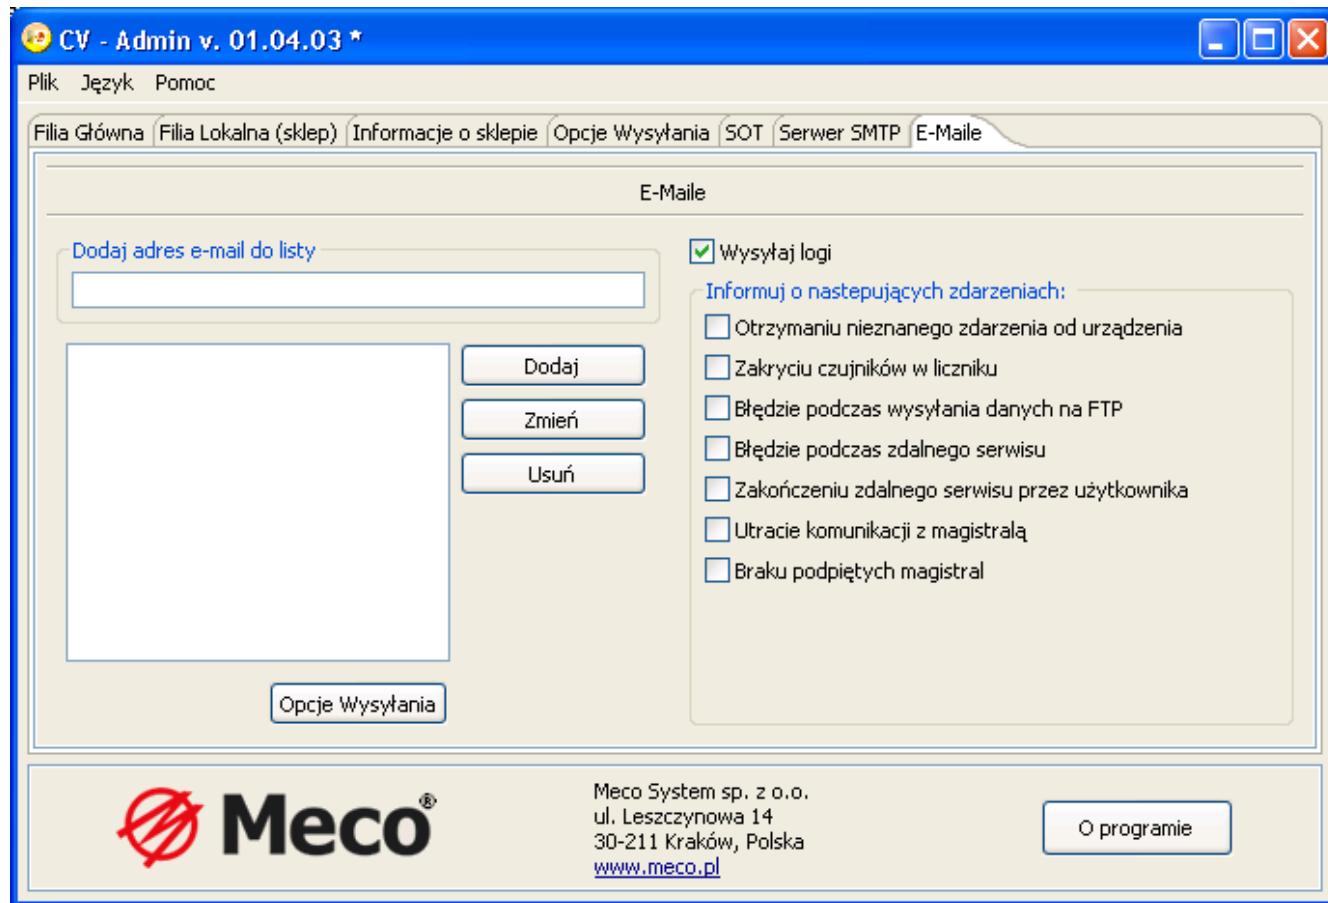 CV - Admin v. 01.04.03 *
Plik Język Pomoc
Filia Główna Filia Lokalna (sklep) Informacje o sklepie Opcje Wysyłania SOT Serwer SMTP E-Maile
E-Maile
Dodaj adres e-mail do listy
Dodaj
Zmień
Usuń
Opcje Wysyłania
Wysyłaj logi
Informuj o nastepujących zdarzeniach:
Otrzymaniu nieznanego zdarzenia od urządzenia
Zakryciu czujników w liczniku
Błędzie podczas wysyłania danych na FTP
Błędzie podczas zdalnego serwisu
Zakończeniu zdalnego serwisu przez użytkownika
Utracie komunikacji z magistralą
Braku podpiętych magistral
Meco®
Meco System sp. z o.o.
ul. Leszczynowa 14
30-211 Kraków, Polska
www.meco.pl
O programie